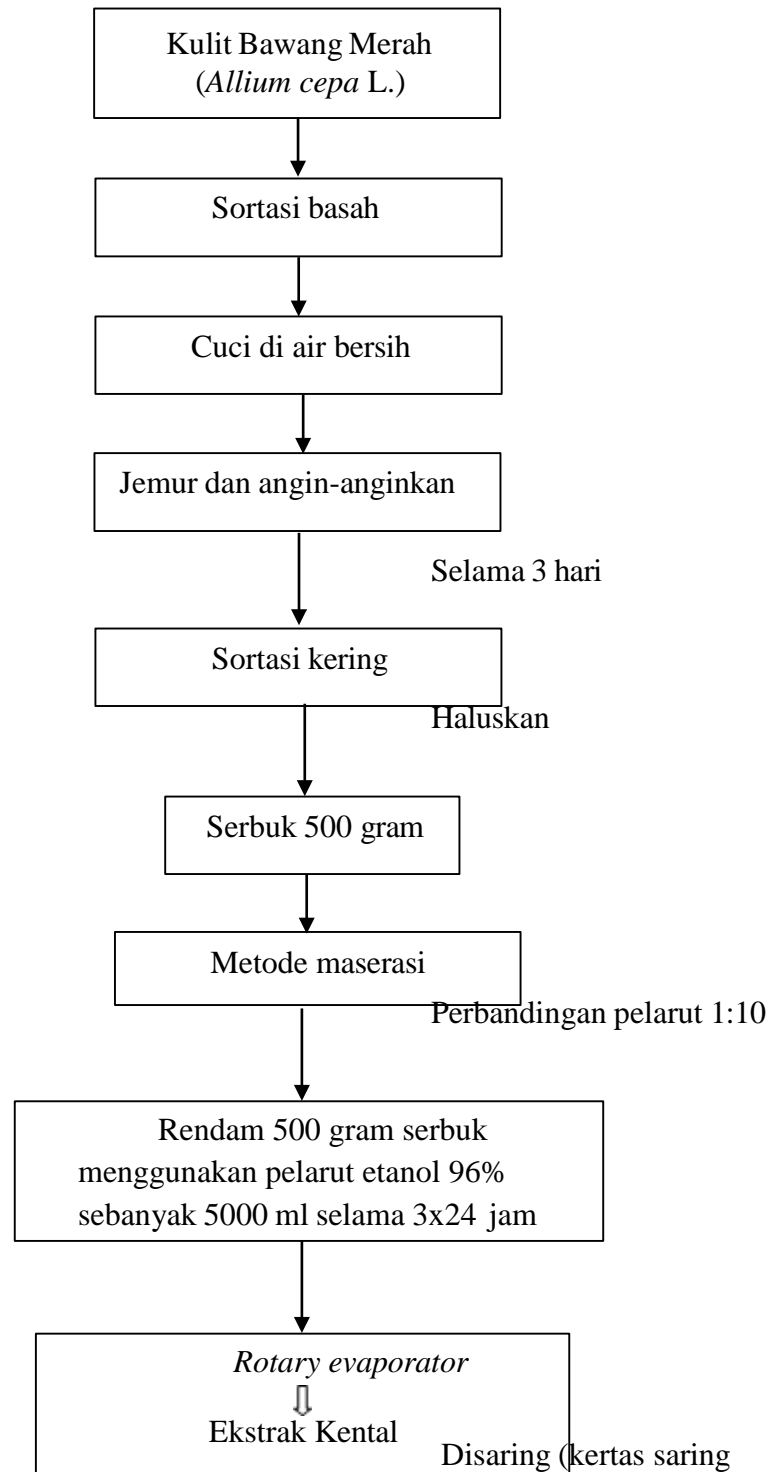 Kulit Bawang Merah
(Allium cepa L.)
Sortasi basah
Cuci di air bersih
Jemur dan angin-anginkan
Selama 3 hari
Sortasi kering
Haluskan
Serbuk 500 gram
Metode maserasi
Perbandingan pelarut 1:10
Rendam 500 gram serbuk
menggunakan pelarut etanol 96%
sebanyak 5000 ml selama 3x24 jam
Rotary evaporator
Ekstrak Kental
Disaring (kertas saring